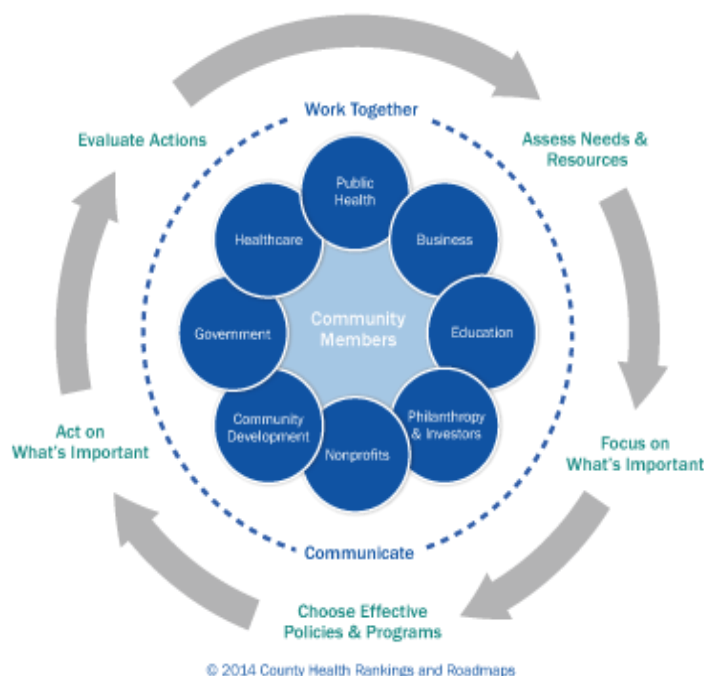 Work Together
Evaluate Actions
Assess Needs &
Resources
Public
Health
Healthcare
Business
Government
Community
Members
Education
Community
Development
Philanthropy
& Investors
Nonprofits
Act on
What's Important
Focus on
What's Important
Communicate
Choose Effective
Policies & Programs
© 2014 County Health Rankings and Roadmaps